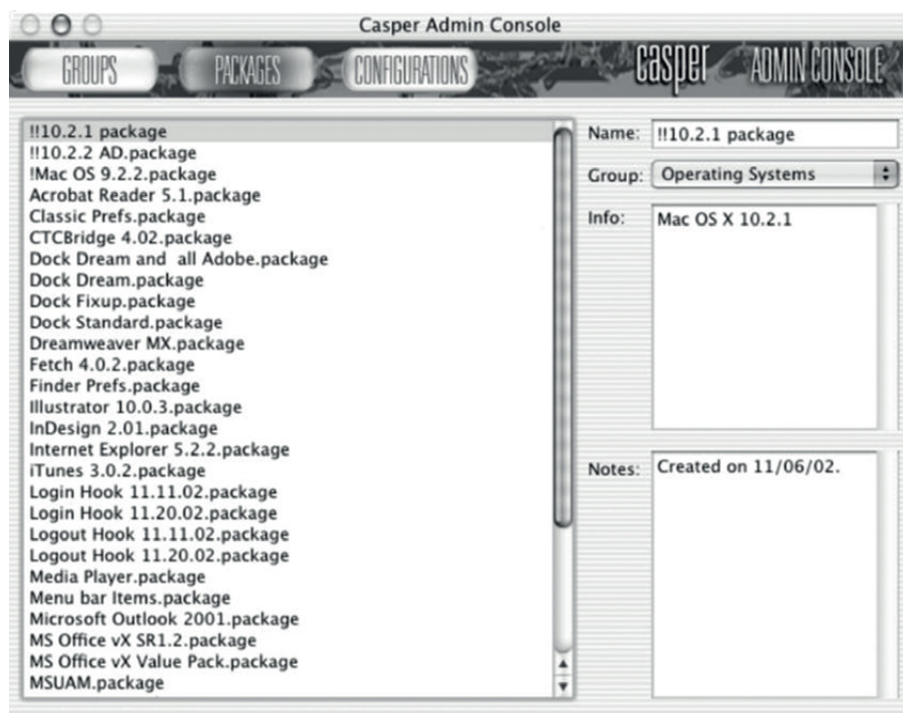 Casper Admin Console
GROUPS
PACKAGES
CONFIGURATIONS
casper ADMIN CONSOLE
!!10.2.1 package
!!10.2.2 AD.package
!Mac OS 9.2.2.package
Acrobat Reader 5.1.package
Classic Prefs.package
CTCBridge 4.02.package
Dock Dream and  all Adobe.package
Dock Dream.package
Dock Fixup.package
Dock Standard.package
Dreamweaver MX.package
Fetch 4.0.2.package
Finder Prefs.package
Illustrator 10.0.3.package
InDesign 2.01.package
Internet Explorer 5.2.2.package
iTunes 3.0.2.package
Login Hook 11.11.02.package
Login Hook 11.20.02.package
Logout Hook 11.11.02.package
Logout Hook 11.20.02.package
Media Player.package
Menu bar Items.package
Microsoft Outlook 2001.package
MS Office vX SR1.2.package
MS Office vX Value Pack.package
MSUAM.package
Name: !!10.2.1 package
Group: Operating Systems
Info: Mac OS X 10.2.1
Notes: Created on 11/06/02.